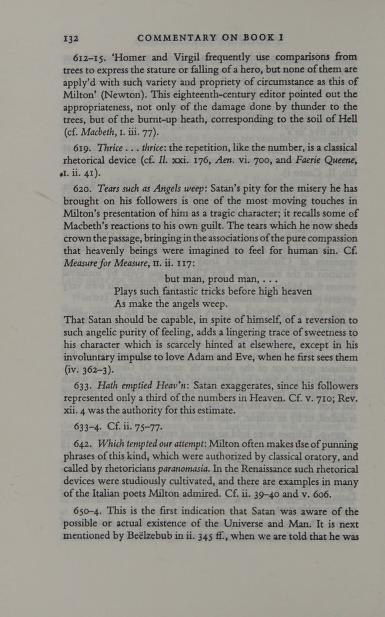 132 COMMENTARY ON BOOK I
612–15. ‘Homer and Virgil frequently use comparisons from
trees to express the stature or falling of a hero, but none of them are
apply'd with such variety and propriety of circumstance as this of
Milton’ (Newton). This eighteenth-century editor pointed out the
appropriateness, not only of the damage done by thunder to the
trees, but of the burnt-up heath, corresponding to the soil of Hell
(cf. Macbeth, I. iii. 77).
619. Thrice . . . thrice: the repetition, like the number, is a classical
rhetorical device (cf. Il. xxi. 176, Aen. vi. 700, and Faerie Queene,
I. ii. 41).
620. Tears such as Angels weep: Satan's pity for the misery he has
brought on his followers is one of the most moving touches in
Milton's presentation of him as a tragic character; it recalls some of
Macbeth's reactions to his own guilt. The tears which he now sheds
crown the passage, bringing in the associations of the pure compassion
that heavenly beings were imagined to feel for human sin. Cf.
Measure for Measure, II. ii. 117:
but man, proud man, . . .
Plays such fantastic tricks before high heaven
As make the angels weep.
That Satan should be capable, in spite of himself, of a reversion to
such angelic purity of feeling, adds a lingering trace of sweetness to
his character which is scarcely hinted at elsewhere, except in his
involuntary impulse to love Adam and Eve, when he first sees them
(iv. 362–3).
633. Hath emptied Heav'n: Satan exaggerates, since his followers
represented only a third of the numbers in Heaven. Cf. v. 710; Rev.
xii. 4 was the authority for this estimate.
633–4. Cf. ii. 75–77.
642. Which tempted our attempt: Milton often makes use of punning
phrases of this kind, which were authorized by classical oratory, and
called by rhetoricians paranomasia. In the Renaissance such rhetorical
devices were studiously cultivated, and there are examples in many
of the Italian poets Milton admired. Cf. ii. 39–40 and v. 606.
650–4. This is the first indication that Satan was aware of the
possible or actual existence of the Universe and Man. It is next
mentioned by Beëlzebub in ii. 345 ff., when we are told that he was